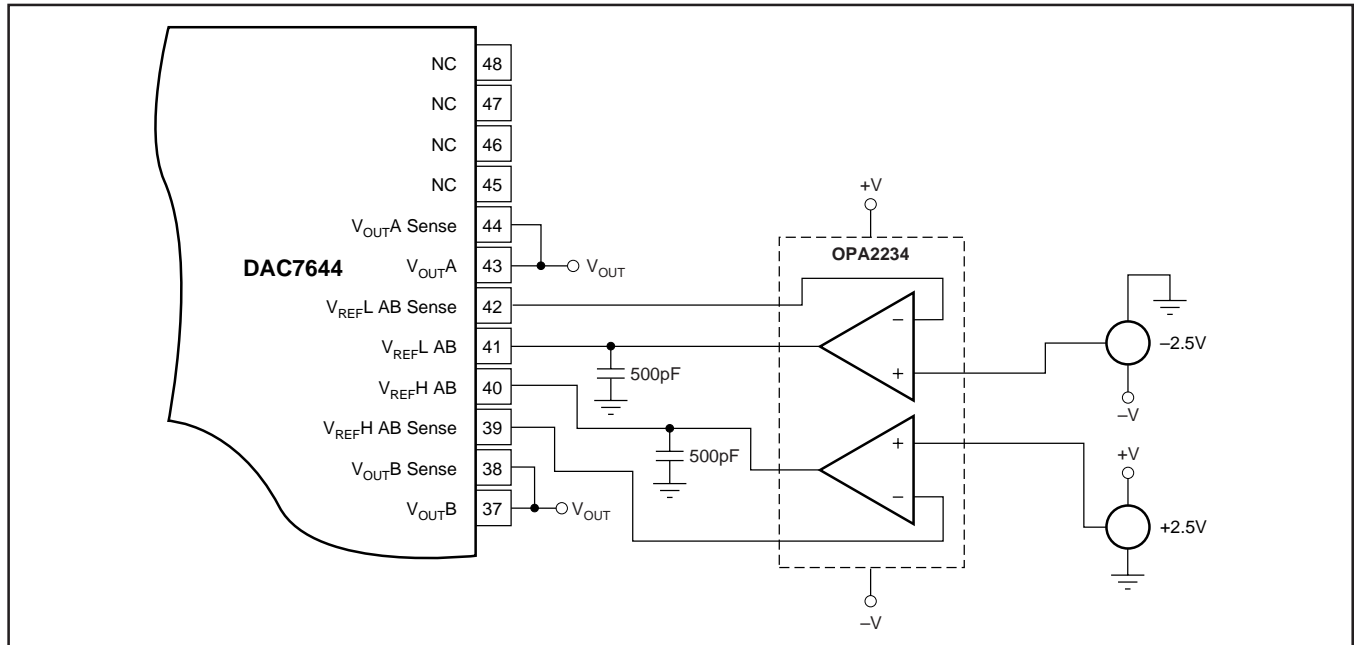 NC 48
NC 47
NC 46
NC 45
V_OUTA Sense 44
DAC7644
V_OUTA 43
V_OUT
V_REFL AB Sense 42
V_REFL AB 41
500pF
V_REFH AB 40
V_REFH AB Sense 39
500pF
V_OUTB Sense 38
V_OUTB 37
V_OUT
+V
OPA2234
–
+
+
–
–V
–2.5V
–V
+V
+2.5V